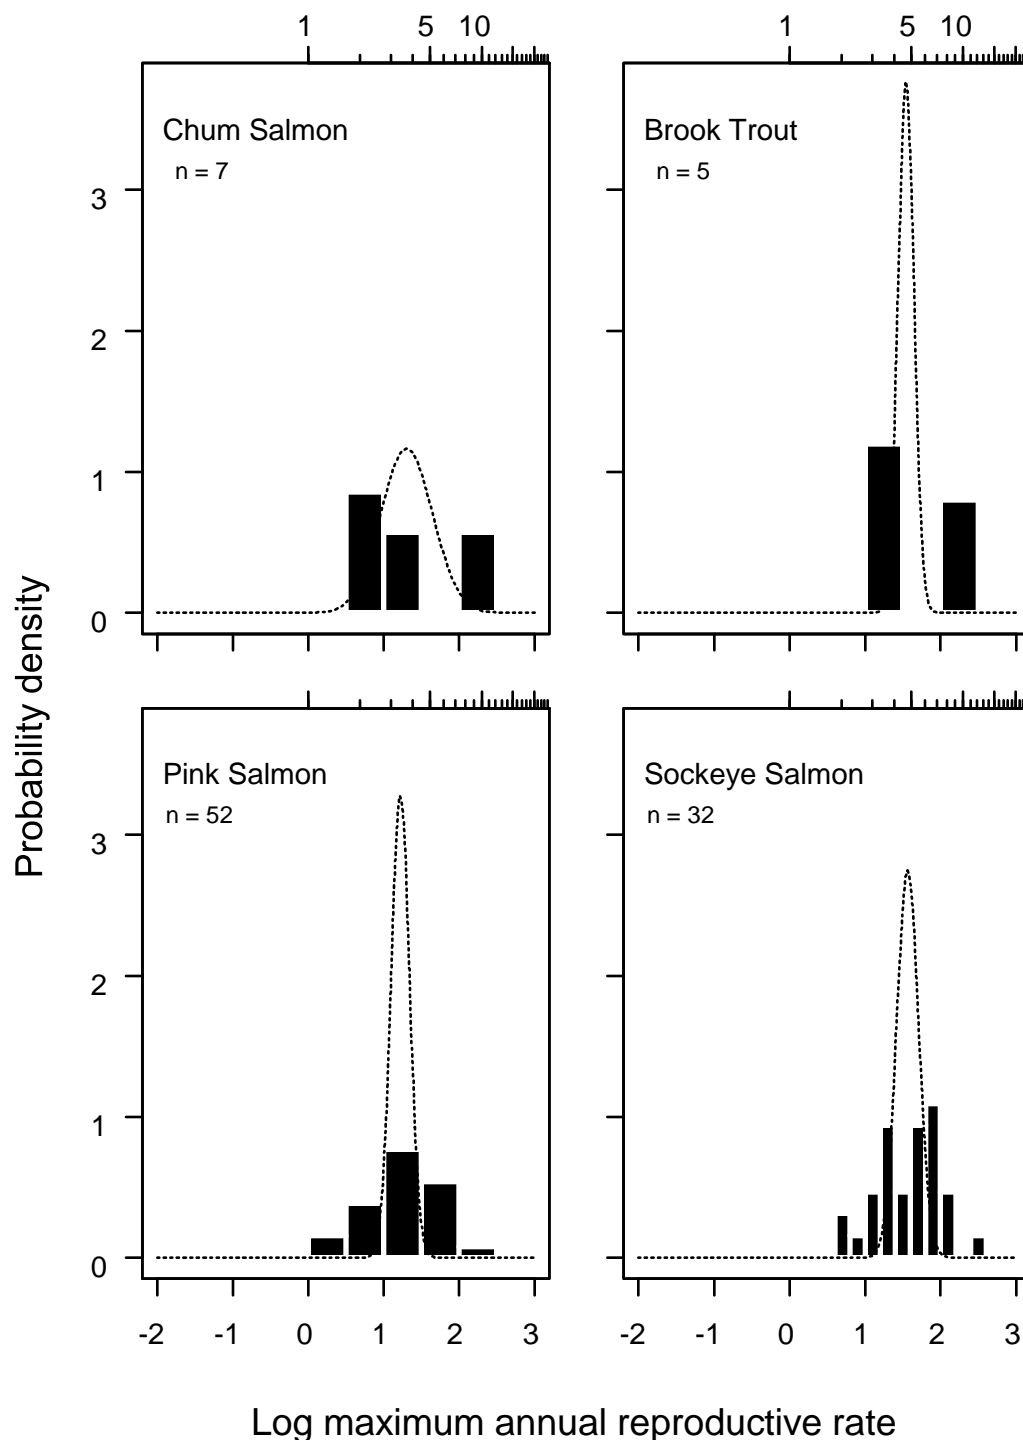 1 5 10 1 5 10
Chum Salmon
n = 7
Brook Trout
n = 5
3
2
1
0
Pink Salmon
n = 52
Sockeye Salmon
n = 32
3
2
1
0
Probability density
-2 -1 0 1 2 3 -2 -1 0 1 2 3
Log maximum annual reproductive rate